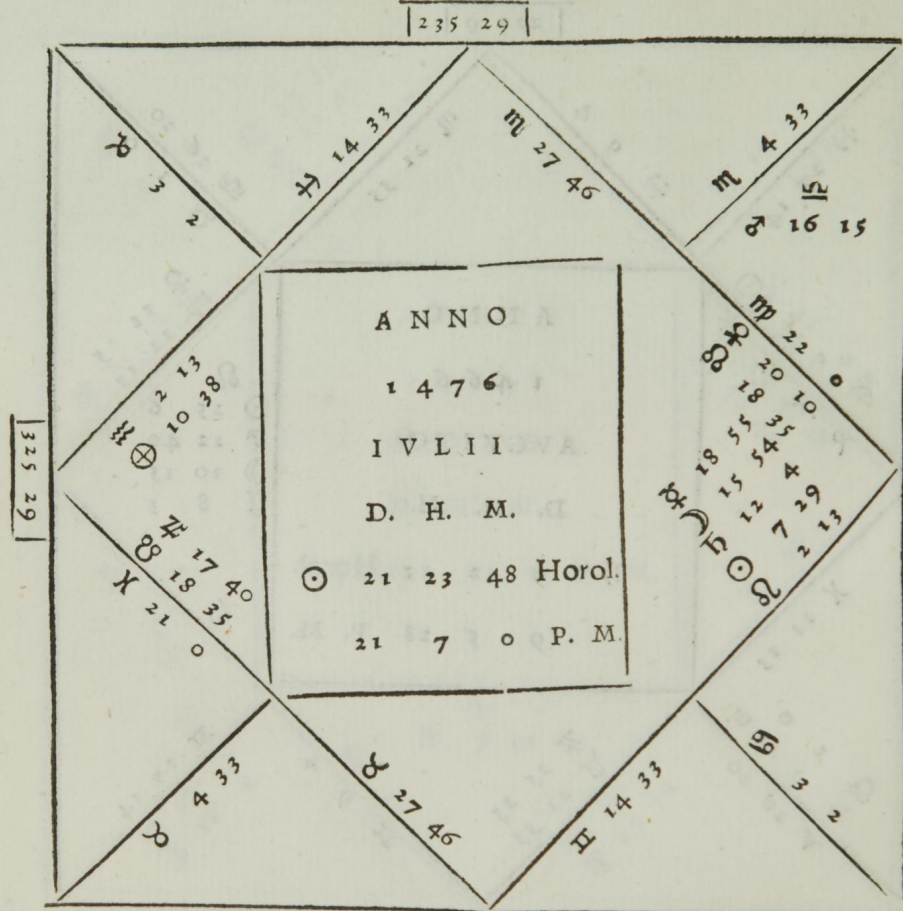 235 29
♑ 3 2
♐ 14 33
♏ 27 46
♏ 4 33
♎
♂ 16 15
♍ 22 0
☋ ♀ 20 10
18 35
☿ 18 55
☽ 15 54
♄ 12 4
☉ 7 29
♌ 2 13
325 29
♒ 2 13
⊗ 10 38
♃ 17 40
☊ 18 35
♓ 21 0
ANNO
1476
IVLII
D. H. M.
☉ 21 23 48 Horol.
21 7 0 P. M.
♉ 4 33
♉ 27 46
♊ 14 33
♋ 3 2